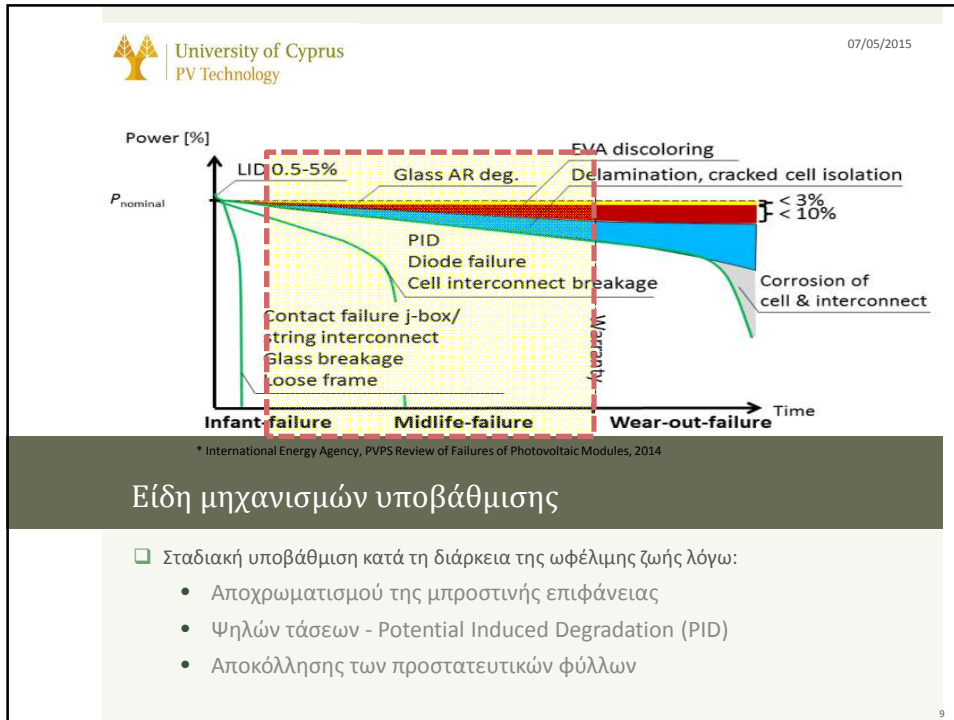 University of Cyprus
PV Technology
07/05/2015
Power [%]
LID 0.5-5%
Glass AR deg.
EVA discoloring
Delamination, cracked cell isolation
Pnominal
< 3%
< 10%
PID
Diode failure
Cell interconnect breakage
Corrosion of
cell & interconnect
Contact failure j-box/
string interconnect
Glass breakage
Loose frame
Warranty
Time
Infant-failure Midlife-failure Wear-out-failure
* International Energy Agency, PVPS Review of Failures of Photovoltaic Modules, 2014
Είδη μηχανισμών υποβάθμισης
❑ Σταδιακή υποβάθμιση κατά τη διάρκεια της ωφέλιμης ζωής λόγω:
• Αποχρωματισμού της μπροστινής επιφάνειας
• Ψηλών τάσεων - Potential Induced Degradation (PID)
• Αποκόλλησης των προστατευτικών φύλλων
9